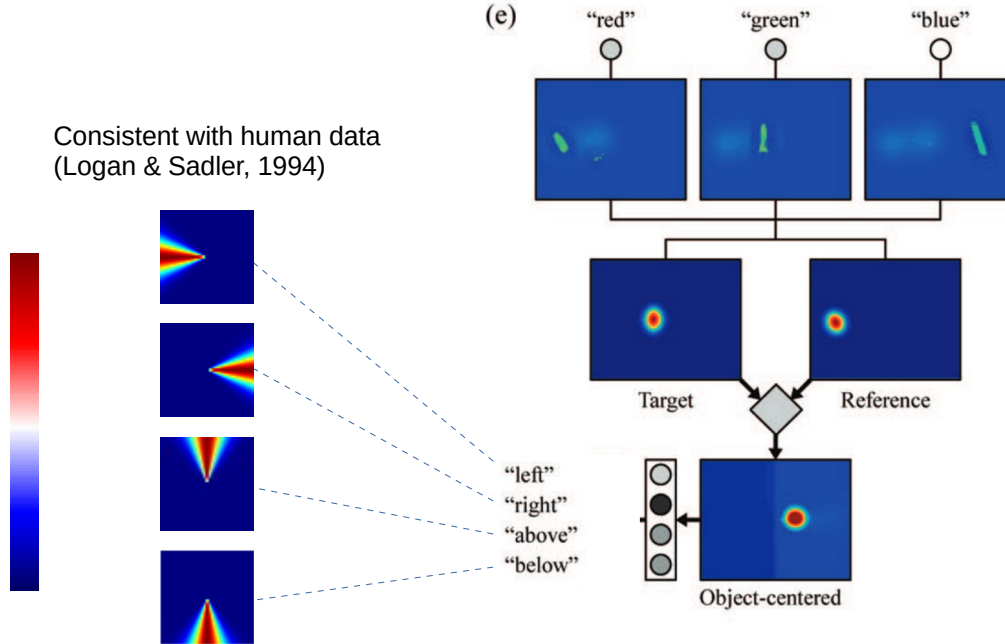 (e)
“red” “green” “blue”
Consistent with human data
(Logan & Sadler, 1994)
Target Reference
“left”
“right”
“above”
“below”
Object-centered